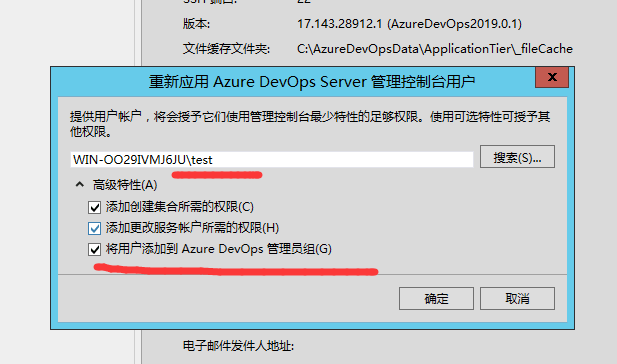 版本:
17.143.28912.1 (AzureDevOps2019.0.1)
文件缓存文件夹:
C:\AzureDevOpsData\ApplicationTier\_fileCache
重新应用 Azure DevOps Server 管理控制台用户
x
提供用户帐户，将会授予它们使用管理控制台最少特性的足够权限。使用可选特性可授予其
他权限。
WIN-OO29IVMJ6JU\test
搜索(S)...
高级特性(A)
添加创建集合所需的权限(C)
添加更改服务帐户所需的权限(H)
将用户添加到 Azure DevOps 管理员组(G)
确定
取消
电子邮件发件人地址: